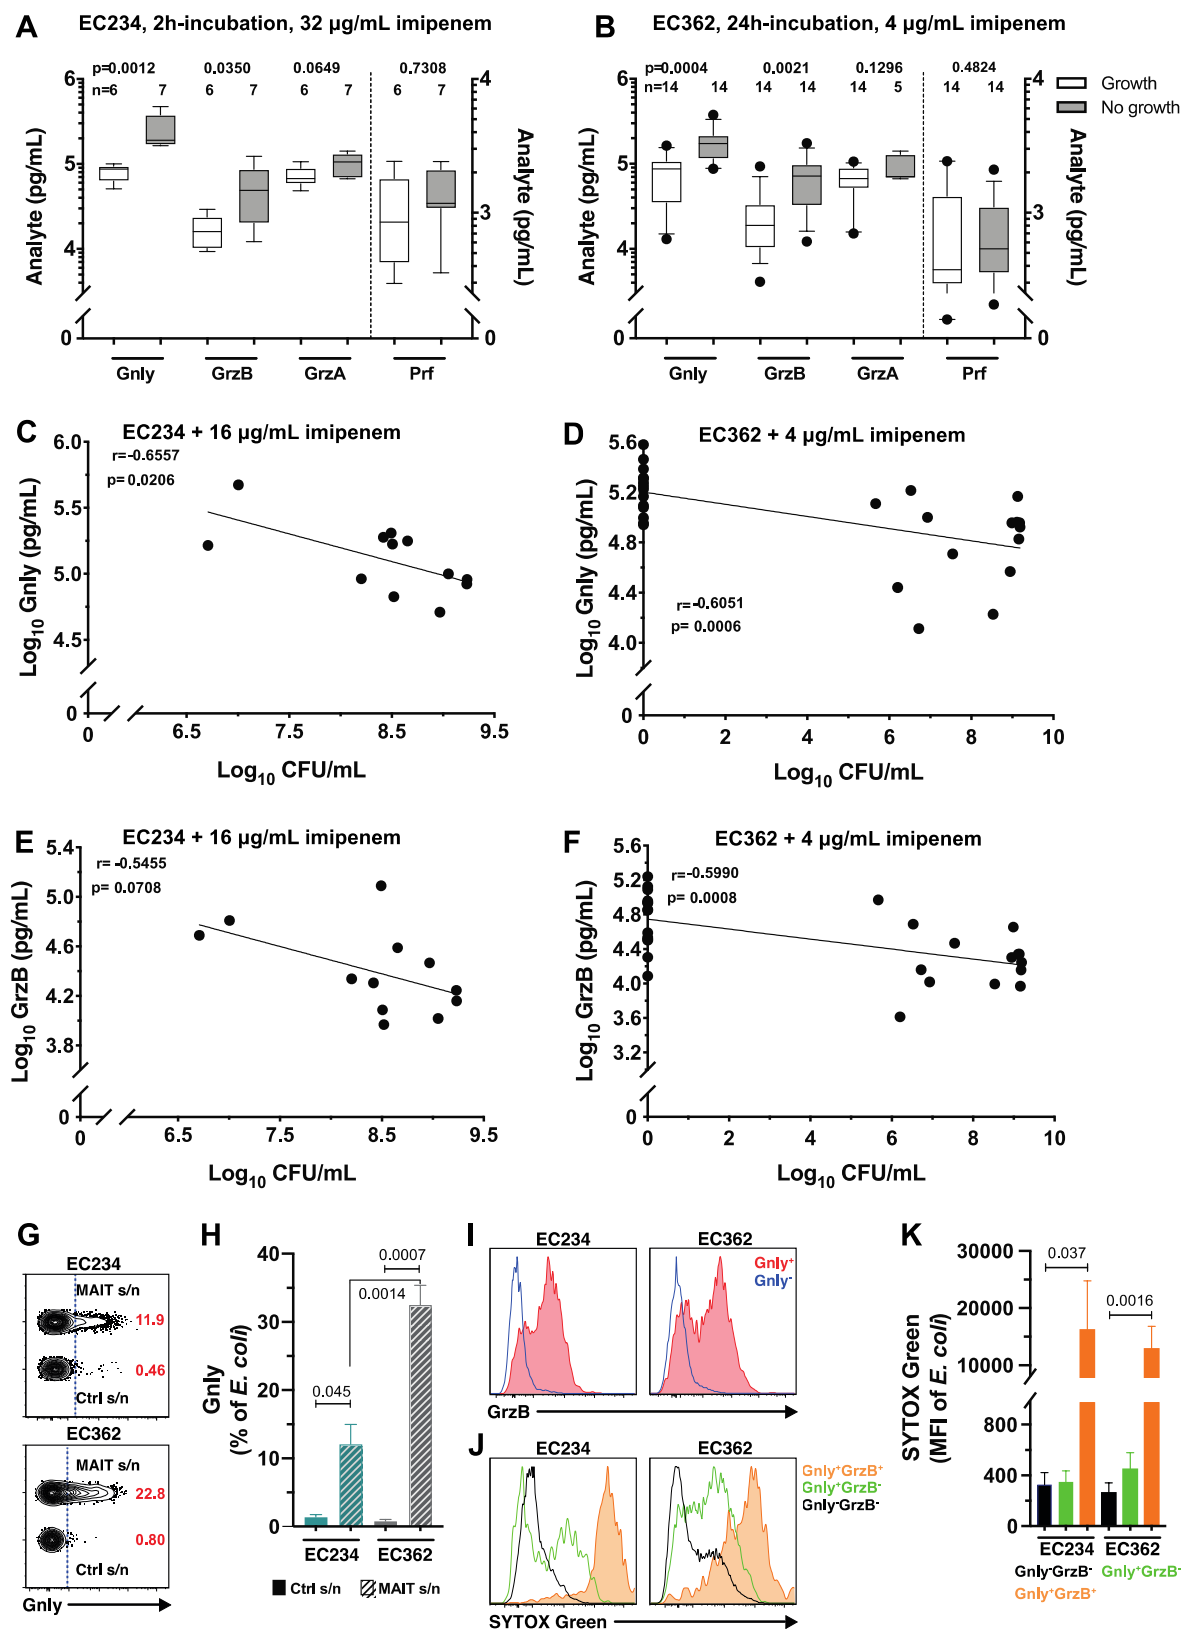 A
EC234, 2h-incubation, 32 µg/mL imipenem
p=0.0012 0.0350 0.0649 0.7308
n=6 7 6 7 6 7 6 7
6
5
4
0
Analyte (pg/mL)
4
3
0
Analyte (pg/mL)
Gnly GrzB GrzA Prf
B
EC362, 24h-incubation, 4 µg/mL imipenem
p=0.0004 0.0021 0.1296 0.4824
n=14 14 14 14 14 5 14 14
6
5
4
0
Analyte (pg/mL)
4
3
0
Analyte (pg/mL)
Gnly GrzB GrzA Prf
Growth
No growth
C
EC234 + 16 µg/mL imipenem
r=-0.6557
p= 0.0206
6.0
5.5
5.0
4.5
0
Log10 Gnly (pg/mL)
0 6.5 7.5 8.5 9.5
Log10 CFU/mL
D
EC362 + 4 µg/mL imipenem
5.6
5.2
4.8
4.4
4.0
0
Log10 Gnly (pg/mL)
r=-0.6051
p= 0.0006
0 2 4 6 8 10
Log10 CFU/mL
E
EC234 + 16 µg/mL imipenem
r= -0.5455
p= 0.0708
5.4
5.0
4.6
4.2
3.8
0
Log10 GrzB (pg/mL)
0 6.5 7.5 8.5 9.5
Log10 CFU/mL
F
EC362 + 4 µg/mL imipenem
r=-0.5990
p= 0.0008
5.6
5.2
4.8
4.4
4.0
3.6
3.2
0
Log10 GrzB (pg/mL)
0 2 4 6 8 10
Log10 CFU/mL
G
EC234
MAIT s/n
11.9
0.46
Ctrl s/n
EC362
MAIT s/n
22.8
0.80
Ctrl s/n
Gnly
H
40
35
30
25
20
15
10
5
0
Gnly
(% of E. coli)
0.0007
0.0014
0.045
EC234 EC362
Ctrl s/n MAIT s/n
I
EC234 EC362
Gnly+
Gnly-
GrzB
J
EC234 EC362
Gnly+GrzB+
Gnly+GrzB-
Gnly-GrzB-
SYTOX Green
K
30000
20000
10000
800
400
0
SYTOX Green
(MFI of E. coli)
0.037
0.0016
EC234 EC362
Gnly-GrzB- Gnly+GrzB-
Gnly+GrzB+